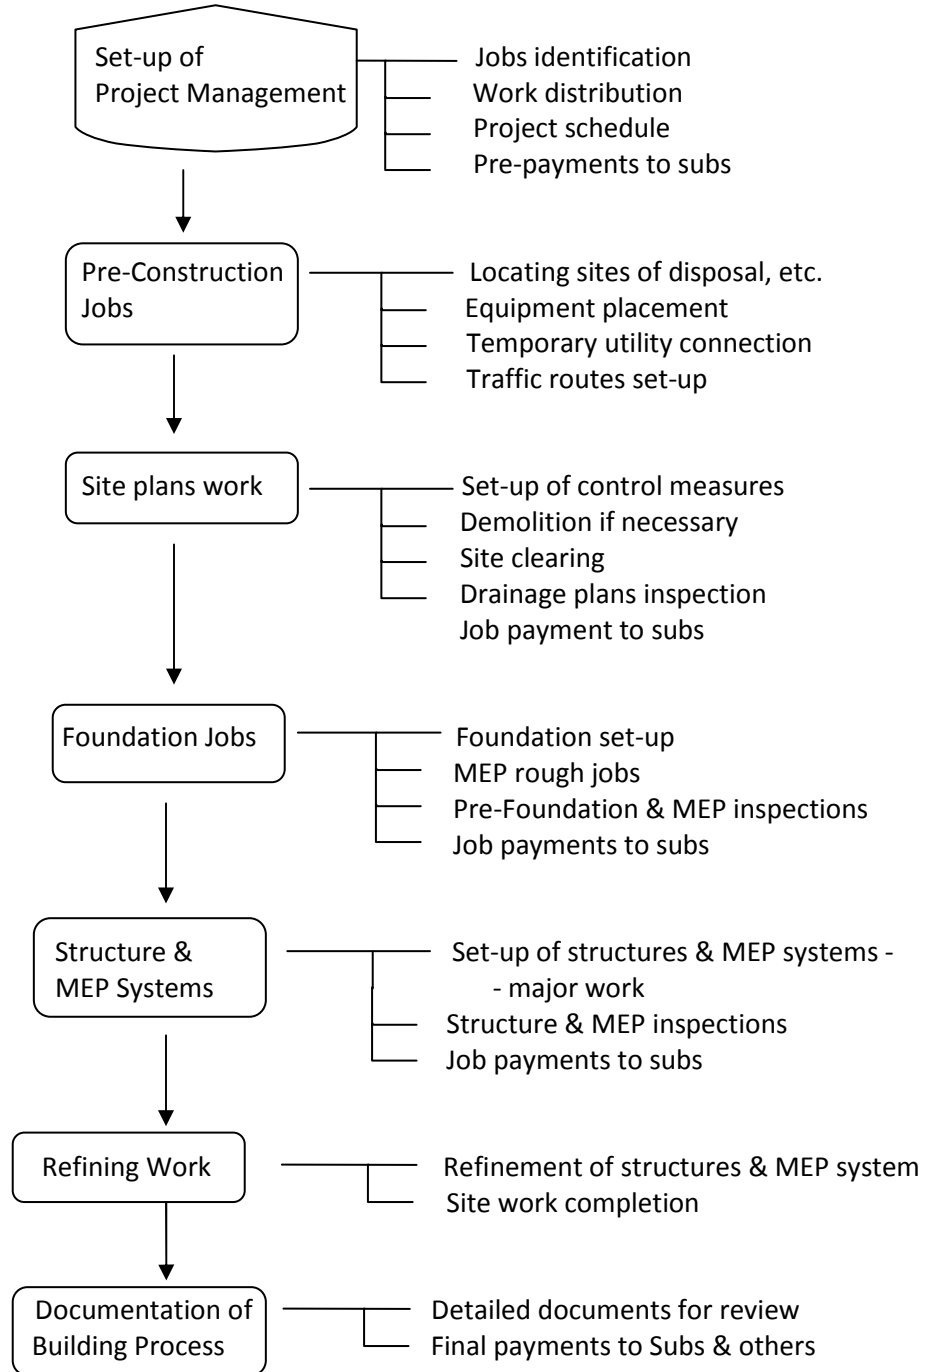 Set-up of
Project Management
Jobs identification
Work distribution
Project schedule
Pre-payments to subs
Pre-Construction
Jobs
Locating sites of disposal, etc.
Equipment placement
Temporary utility connection
Traffic routes set-up
Site plans work
Set-up of control measures
Demolition if necessary
Site clearing
Drainage plans inspection
Job payment to subs
Foundation Jobs
Foundation set-up
MEP rough jobs
Pre-Foundation & MEP inspections
Job payments to subs
Structure &
MEP Systems
Set-up of structures & MEP systems -
- major work
Structure & MEP inspections
Job payments to subs
Refining Work
Refinement of structures & MEP system
Site work completion
Documentation of
Building Process
Detailed documents for review
Final payments to Subs & others